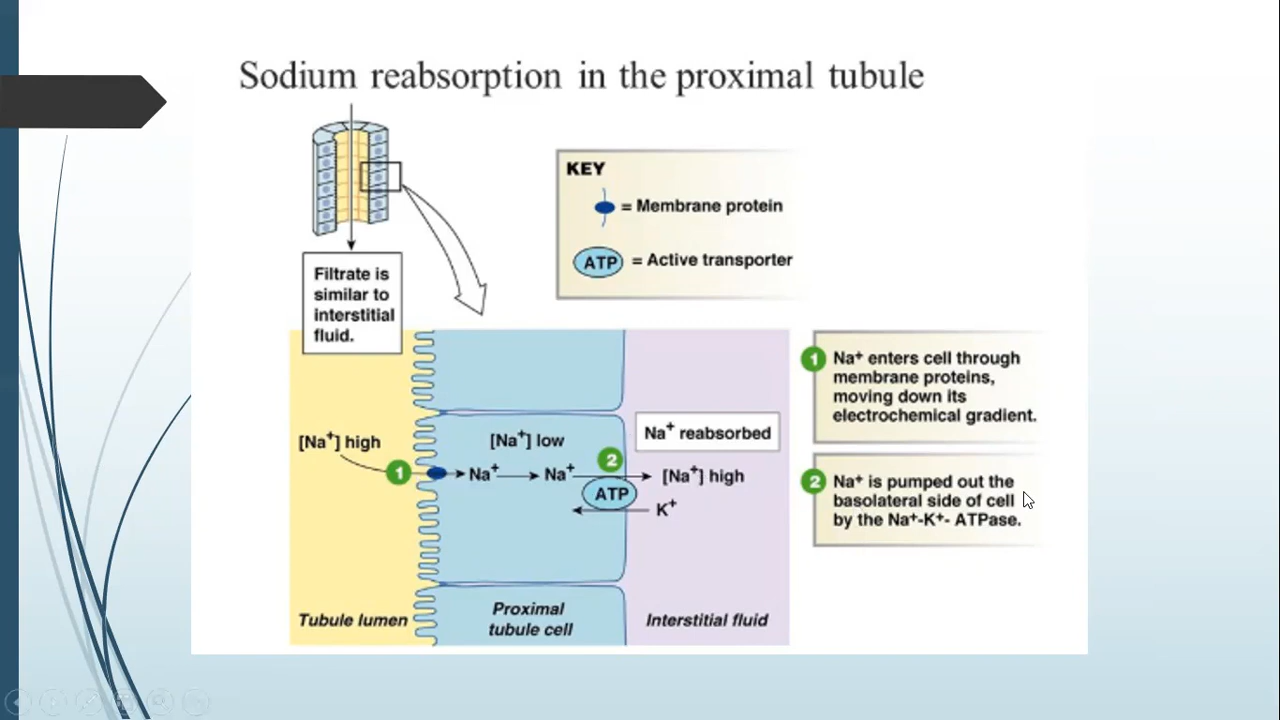 Sodium reabsorption in the proximal tubule
KEY
= Membrane protein
ATP = Active transporter
Filtrate is
similar to
interstitial
fluid.
[Na⁺] high
1
[Na⁺] low
Na⁺
Na⁺
2
ATP
Na⁺ reabsorbed
[Na⁺] high
K⁺
Tubule lumen
Proximal
tubule cell
Interstitial fluid
1 Na⁺ enters cell through
membrane proteins,
moving down its
electrochemical gradient.
2 Na⁺ is pumped out the
basolateral side of cell
by the Na⁺-K⁺- ATPase.